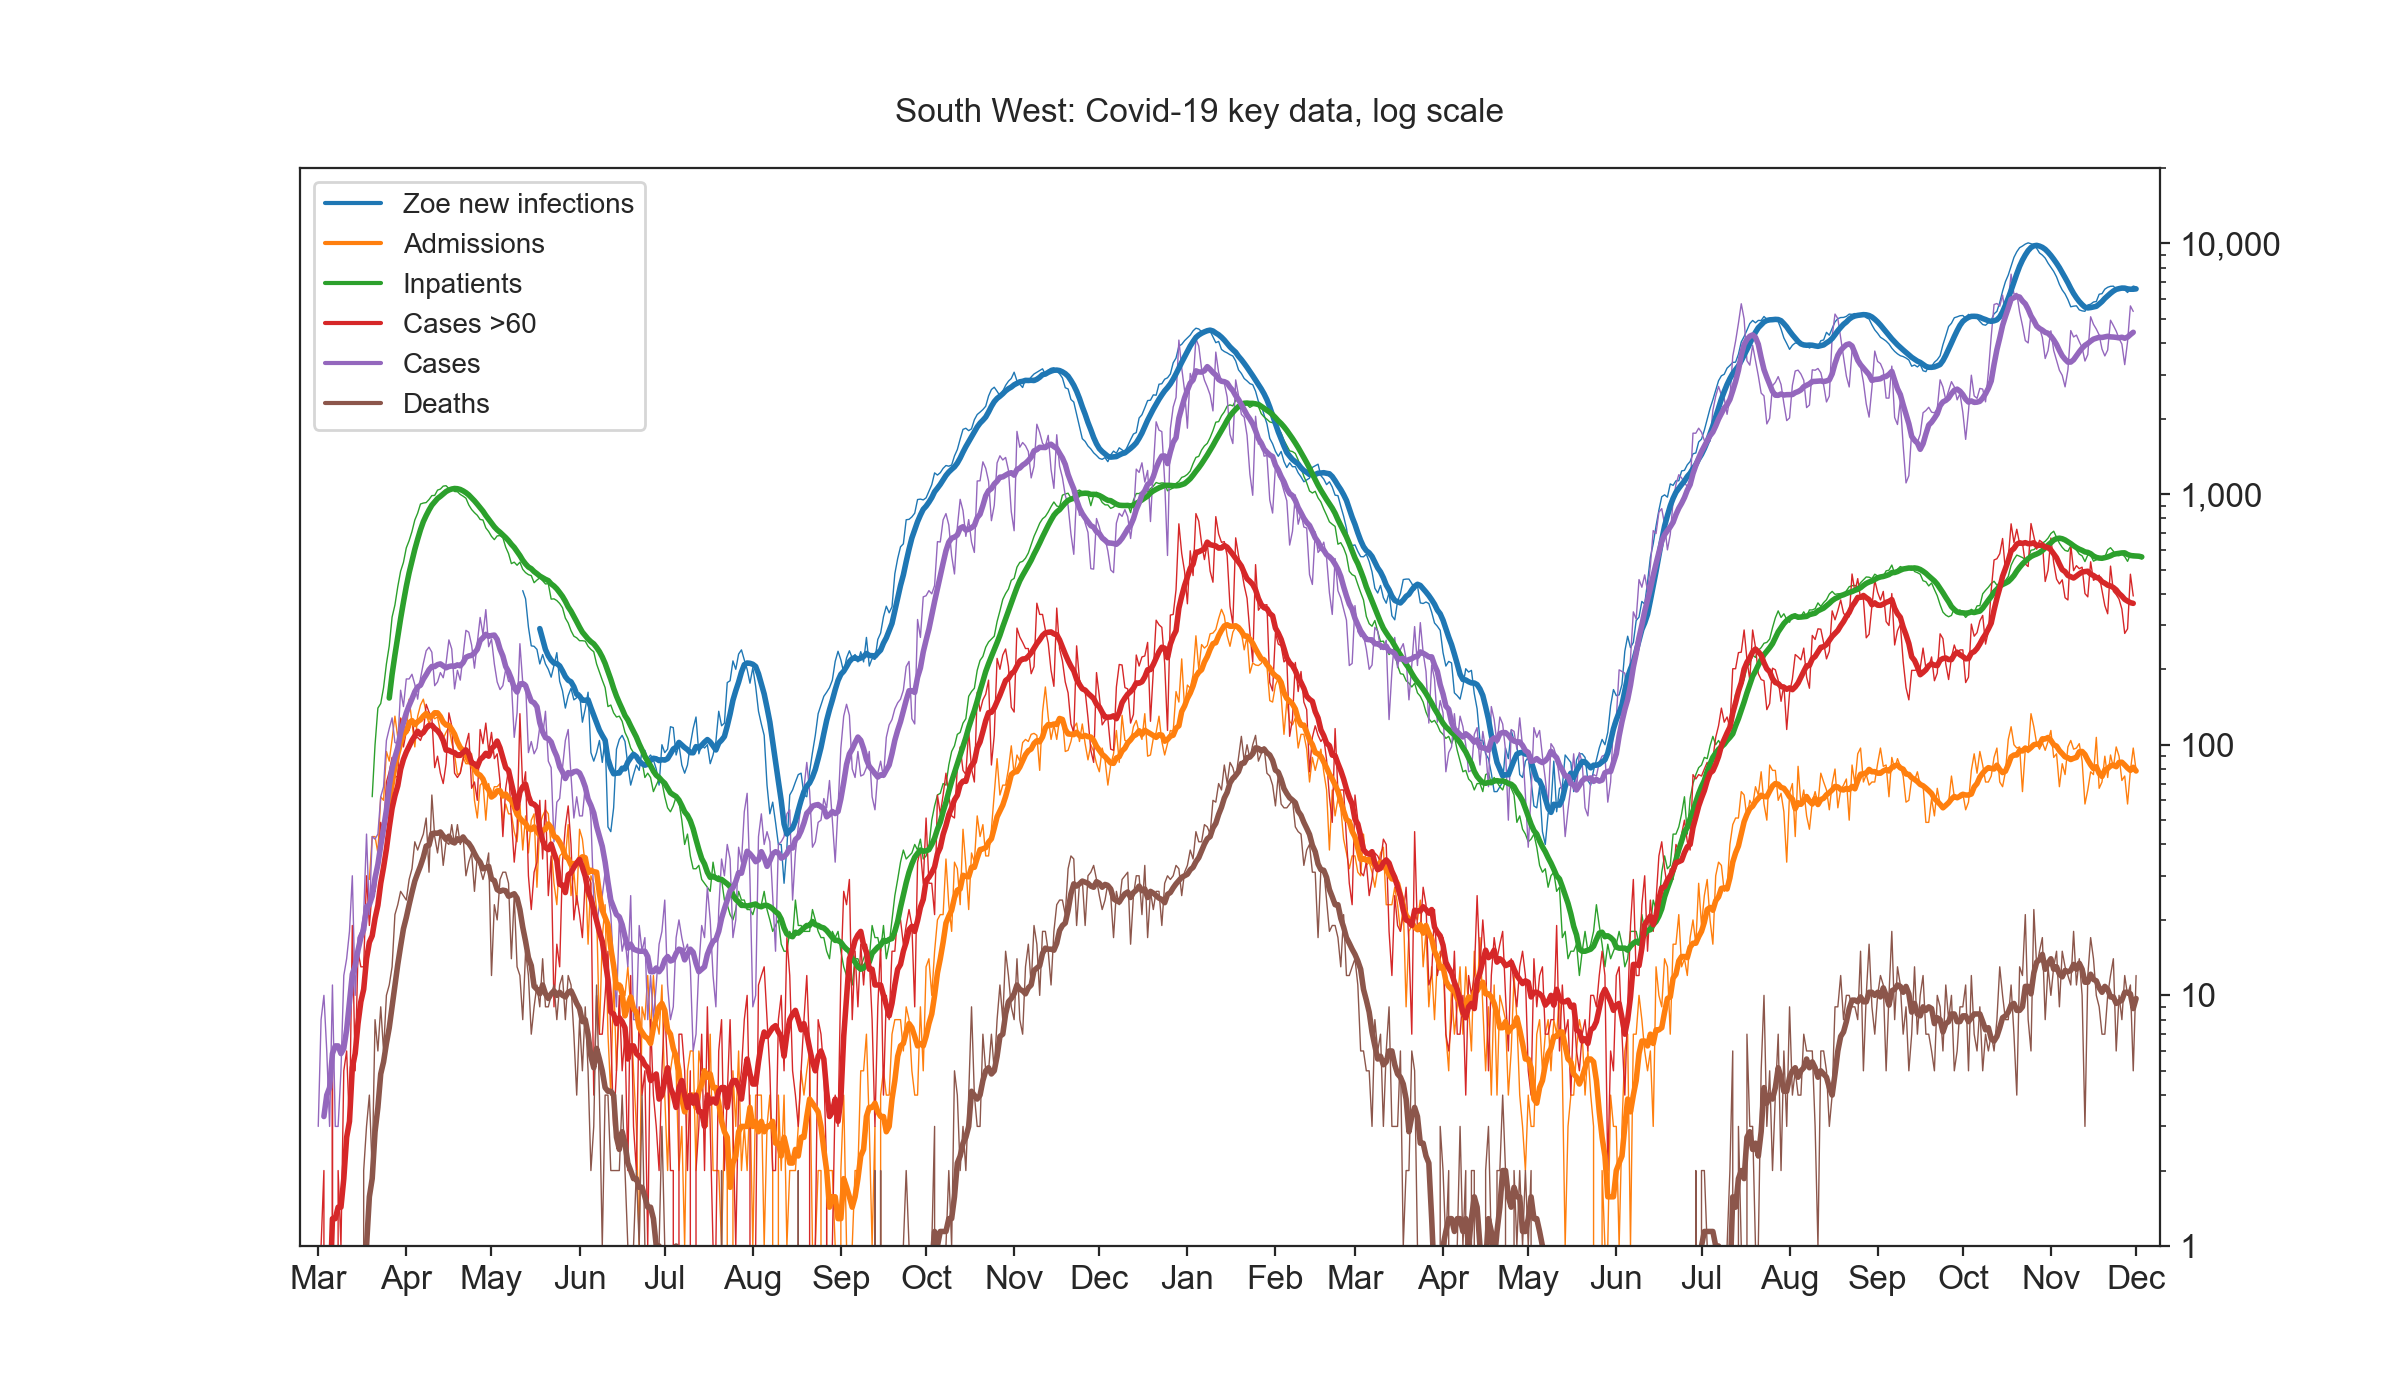 South West: Covid-19 key data, log scale
Zoe new infections
Admissions
Inpatients
Cases >60
Cases
Deaths
10,000
1,000
100
10
1
Mar Apr May Jun Jul Aug Sep Oct Nov Dec Jan Feb Mar Apr May Jun Jul Aug Sep Oct Nov Dec